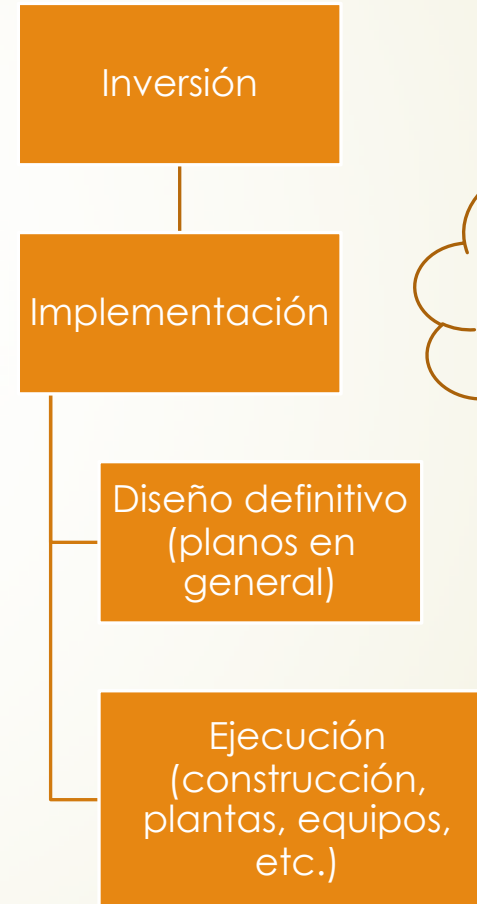 Inversión
Implementación
Diseño definitivo
(planos en
general)
Ejecución
(construcción,
plantas, equipos,
etc.)